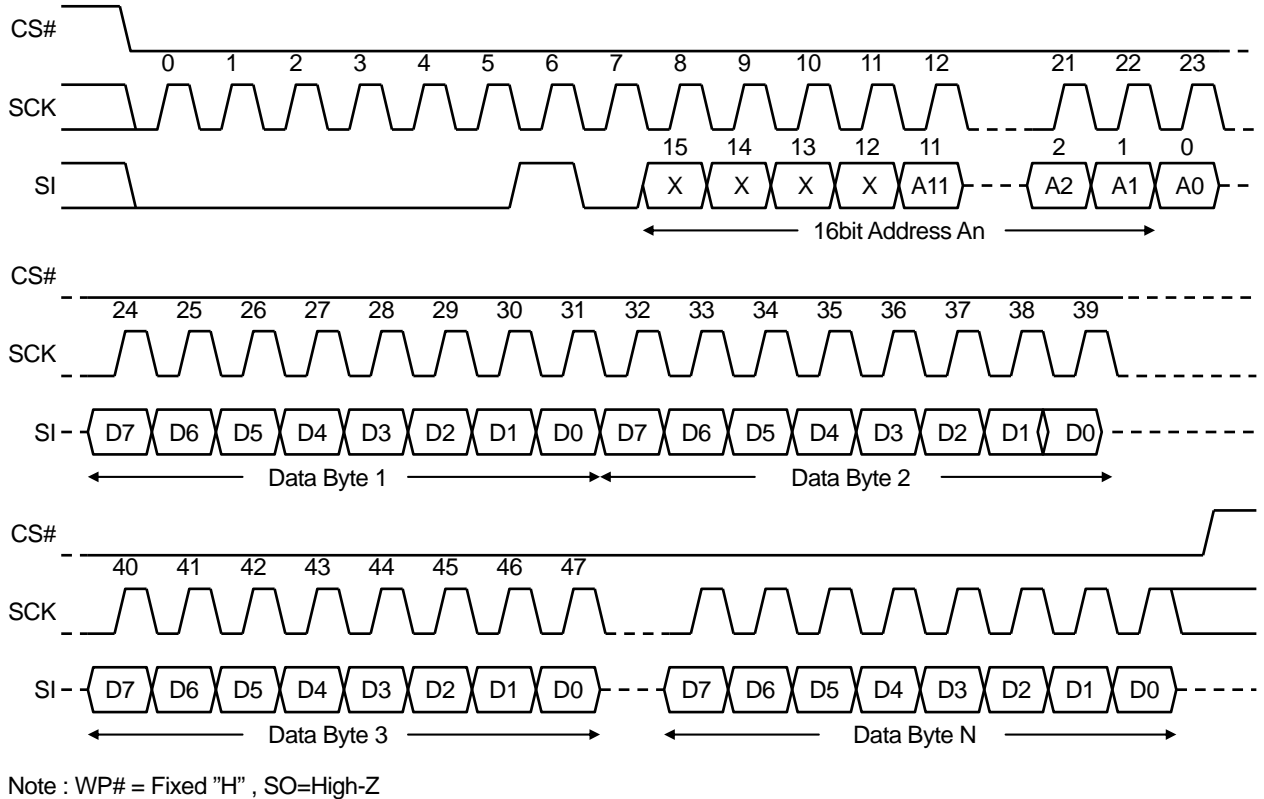 CS#
0 1 2 3 4 5 6 7 8 9 10 11 12 21 22 23
SCK
15 14 13 12 11 2 1 0
SI X X X X A11 A2 A1 A0
16bit Address An
CS#
24 25 26 27 28 29 30 31 32 33 34 35 36 37 38 39
SCK
SI D7 D6 D5 D4 D3 D2 D1 D0 D7 D6 D5 D4 D3 D2 D1 D0
Data Byte 1 Data Byte 2
CS#
40 41 42 43 44 45 46 47
SCK
SI D7 D6 D5 D4 D3 D2 D1 D0 D7 D6 D5 D4 D3 D2 D1 D0
Data Byte 3 Data Byte N
Note : WP# = Fixed ”H” , SO=High-Z